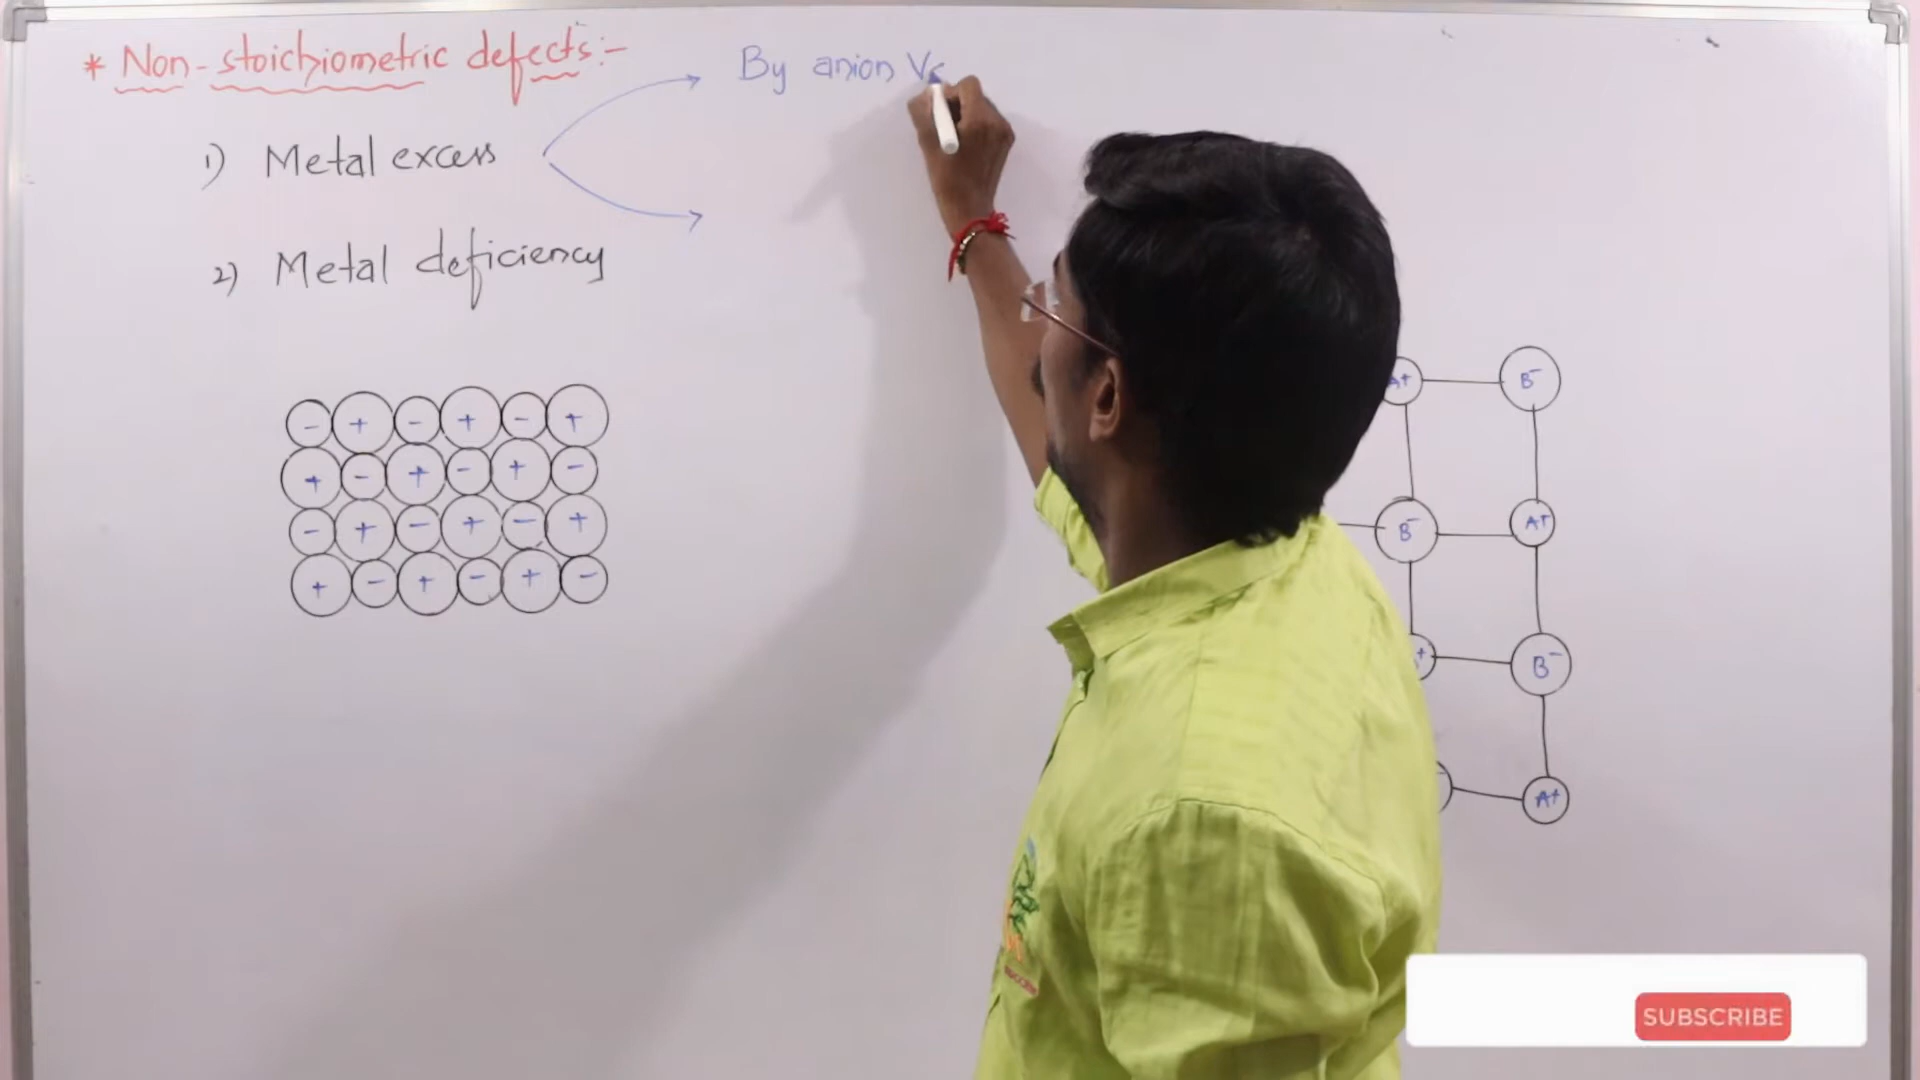 * Non-stoichiometric defects:-
By anion
1) Metal excess
2) Metal deficiency
- + - + - +
+ - + - + -
- + - + - +
+ - + - + -
A+ B-
B- A+
+ B-
A+
SUBSCRIBE